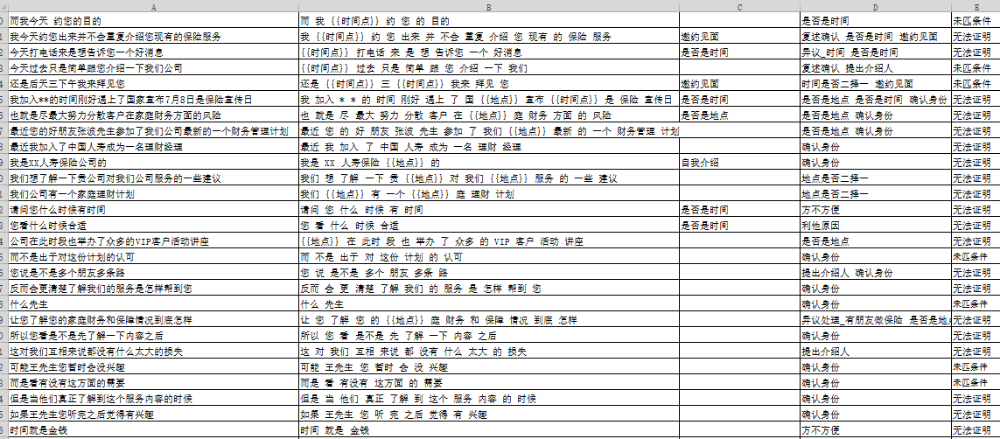 A B C D E
而我今天 约您的目的 而 我 {{时间点}} 约 您 的 目的 是否是时间 未匹条件
我今天约您出来并不会重复介绍您现有的保险服务 我 {{时间点}} 约 您 出来 并 不会 重复 介绍 您 现有 的 保险 服务 邀约见面 复述确认 是否是时间 邀约见面 无法证明
今天打电话来是想告诉您一个好消息 {{时间点}} 打电话 来 是 想 告诉您 一个 好消息 是否是时间 异议_时间 是否是时间 无法证明
今天过去只是简单跟您介绍一下我们公司 {{时间点}} 过去 只是 简单 跟 您 介绍 一下 我们 复述确认 提出介绍人 未匹条件
还是后天三下午我来拜见您 还是 {{时间点}} 三 {{时间点}} 我来 拜见 您 邀约见面 时间是否二择一 邀约见面 无法证明
我加入**的时间刚好遇上了国家宣布7月8日是保险宣传日 我 加入 * * 的 时间 刚好 遇上 了 国 {{地点}} 宣布 {{时间点}} 是 保险 宣传日 是否是时间 是否是地点 是否是时间 确认身份 无法证明
也就是尽最大努力分散客户在家庭财务方面的风险 也 就是 尽 最大 努力 分散 客户 在 {{地点}} 庭 财务 方面 的 风险 是否是地点 是否是地点 确认身份 无法证明
最近您的好朋友张波先生参加了我们公司最新的一个财务管理计划 最近 您 的 好 朋友 张波 先生 参加 了 我们 {{地点}} 最新 的 一个 财务管理 计划 是否是地点 确认身份 无法证明
最近我加入了中国人寿成为一名理财经理 最近 我 加入 了 中国 人寿 成为 一名 理财 经理 确认身份 无法证明
我是XX人寿保险公司的 我是 XX 人寿保险 {{地点}} 的 自我介绍 确认身份 无法证明
我们想了解一下贵公司对我们公司服务的一些建议 我们 想 了解 一下 贵 {{地点}} 对 我们 {{地点}} 服务 的 一些 建议 地点是否二择一 无法证明
我们公司有一个家庭理财计划 我们 {{地点}} 有 一个 {{地点}} 庭 理财 计划 地点是否二择一 无法证明
请问您什么时候有时间 请问 您 什么 时候 有 时间 是否是时间 方不方便 无法证明
您看什么时候合适 您 看 什么 时候 合适 是否是时间 利他原因 无法证明
公司在此时段也举办了众多的VIP客户活动讲座 {{地点}} 在 此时 段 也 举办 了 众多 的 VIP 客户 活动 讲座 是否是地点 无法证明
而不是出于对这份计划的认可 而 不是 出于 对 这份 计划 的 认可 确认身份 未匹条件
您说是不是多个朋友多条路 您 说 是不是 多个 朋友 多条 路 提出介绍人 确认身份 无法证明
反而会更清楚了解我们的服务是怎样帮到您 反而 会 更 清楚 了解 我们 的 服务 是 怎样 帮到 您 确认身份 无法证明
什么先生 什么 先生 确认身份 未匹条件
让您了解您的家庭财务和保障情况到底怎样 让 您 了解 您 的 {{地点}} 庭 财务 和 保障 情况 到底 怎样 异议处理_有朋友做保险 是否是地 无法证明
所以您看是不是先了解一下内容之后 所以 您 看 是不是 先 了解 一下 内容 之后 确认身份 无法证明
这对我们互相来说都没有什么太大的损失 这 对 我们 互相 来说 都 没有 什么 太大 的 损失 提出介绍人 无法证明
可能王先生您暂时会没兴趣 可能 王先生 您 暂时 会 没 兴趣 确认身份 未匹条件
而是看有没有这方面的需要 而是 看 有没有 这方面 的 需要 确认身份 未匹条件
但是当他们真正了解到这个服务内容的时候 但是 当 他们 真正 了解 到 这个 服务 内容 的 时候 确认身份 无法证明
如果王先生您听完之后觉得有兴趣 如果 王先生 您 听 完 之后 觉得 有 兴趣 确认身份 无法证明
时间就是金钱 时间 就是 金钱 方不方便 无法证明